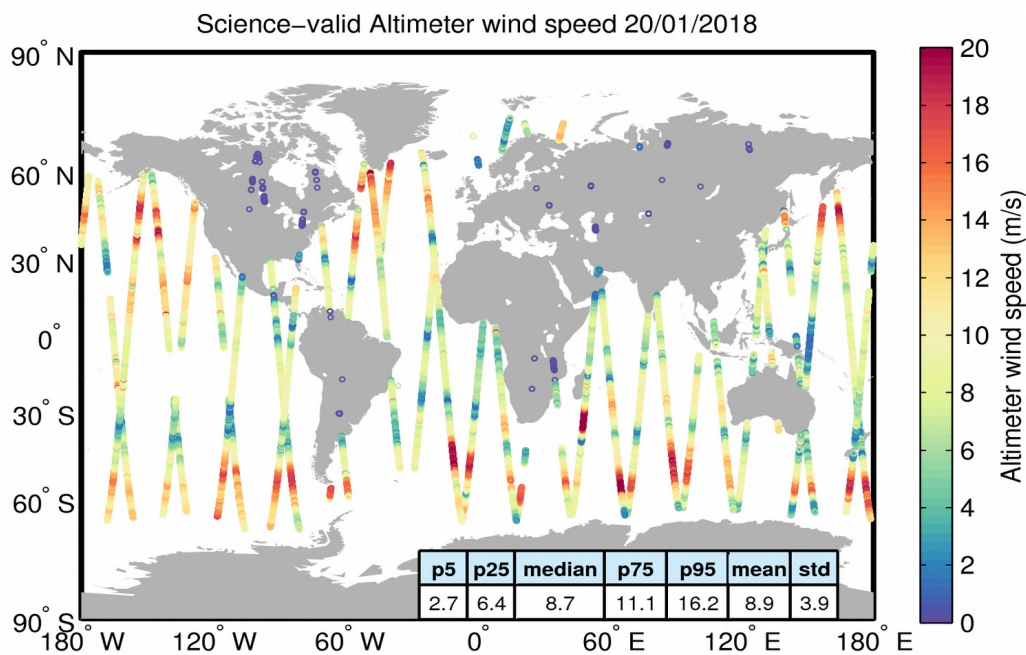 Science−valid Altimeter wind speed 20/01/2018
90° N
60° N
30° N
0°
30° S
60° S
90° S
180° W
120° W
60° W
0°
60° E
120° E
180° E
p5 p25 median p75 p95 mean std
2.7 6.4 8.7 11.1 16.2 8.9 3.9
20
18
16
14
12
10
8
6
4
2
0
Altimeter wind speed (m/s)